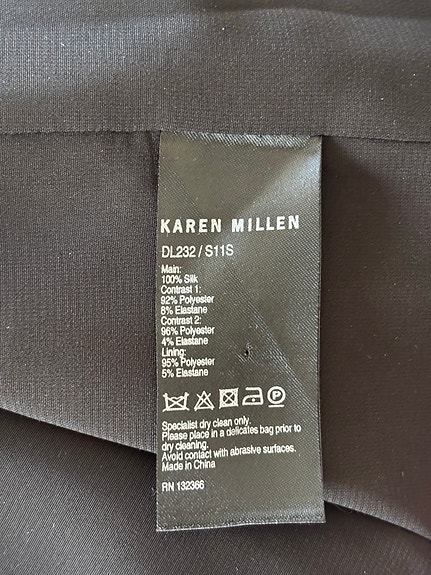 KAREN MILLEN
DL232 / S11S
Main:
100% Silk
Contrast 1:
92% Polyester
8% Elastane
Contrast 2:
96% Polyester
4% Elastane
Lining:
95% Polyester
5% Elastane
P
Specialist dry clean only.
Please place in a delicates bag prior to
dry cleaning.
Avoid contact with abrasive surfaces.
Made in China
RN 132366